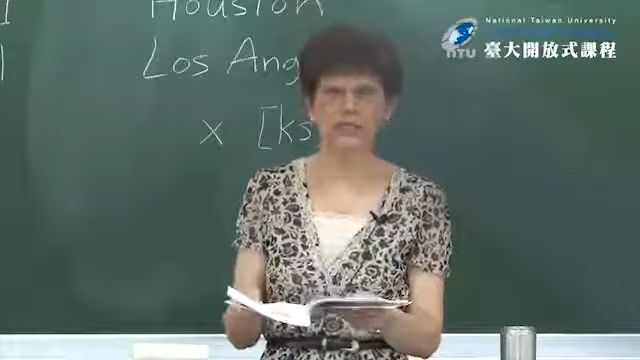 Houston
Los Ang
x [ks
National Taiwan University
臺大開放式課程
NTU